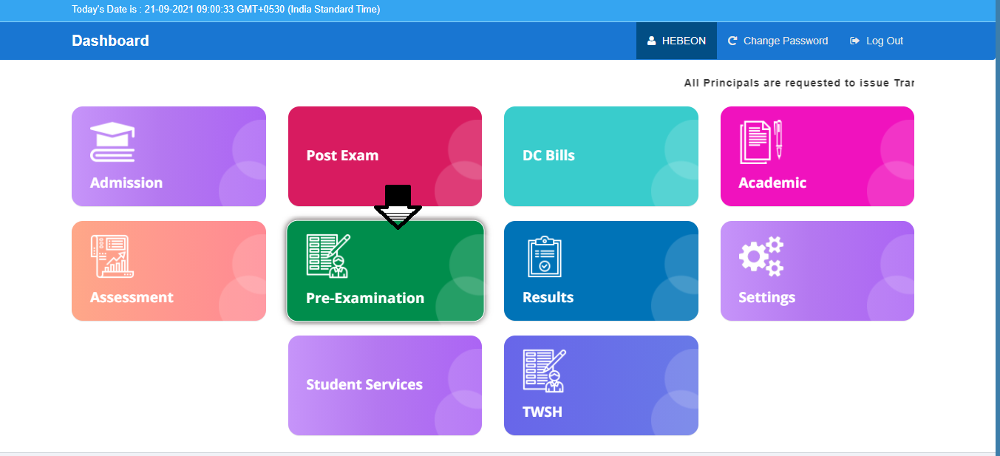 Today's Date is : 21-09-2021 09:00:33 GMT+0530 (India Standard Time)
Dashboard
HEBEON
Change Password
Log Out
All Principals are requested to issue
Admission
Post Exam
DC Bills
Academic
Assessment
Pre-Examination
Results
Settings
Student Services
TWSH